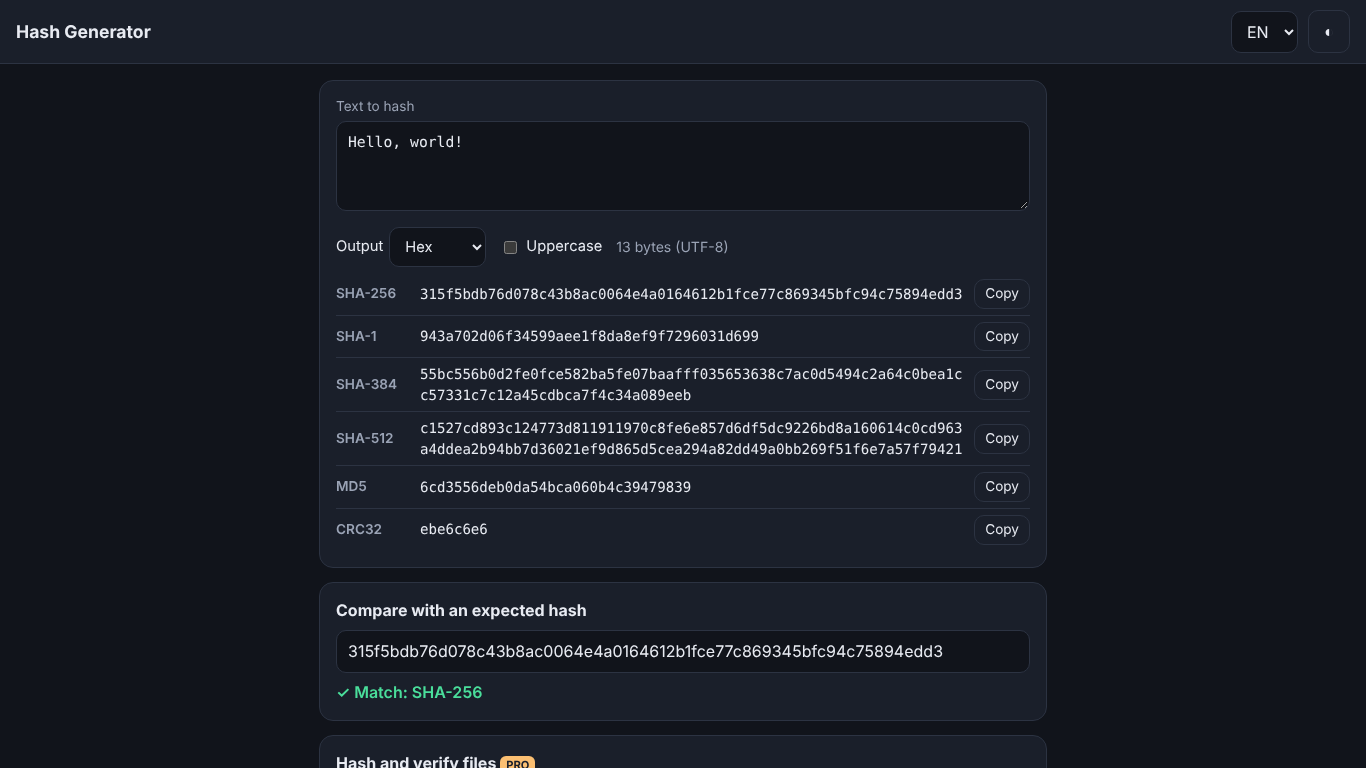 Hash Generator
EN
Text to hash
Hello, world!
Output Hex Uppercase 13 bytes (UTF-8)
SHA-256 315f5bdb76d078c43b8ac0064e4a0164612b1fce77c869345bfc94c75894edd3 Copy
SHA-1 943a702d06f34599aee1f8da8ef9f7296031d699 Copy
SHA-384 55bc556b0d2fe0fce582ba5fe07baafff035653638c7ac0d5494c2a64c0bea1c
c57331c7c12a45cdbca7f4c34a089eeb Copy
SHA-512 c1527cd893c124773d811911970c8fe6e857d6df5dc9226bd8a160614c0cd963
a4ddea2b94bb7d36021ef9d865d5cea294a82dd49a0bb269f51f6e7a57f79421 Copy
MD5 6cd3556deb0da54bca060b4c39479839 Copy
CRC32 ebe6c6e6 Copy
Compare with an expected hash
315f5bdb76d078c43b8ac0064e4a0164612b1fce77c869345bfc94c75894edd3
✓ Match: SHA-256
Hash and verify files PRO